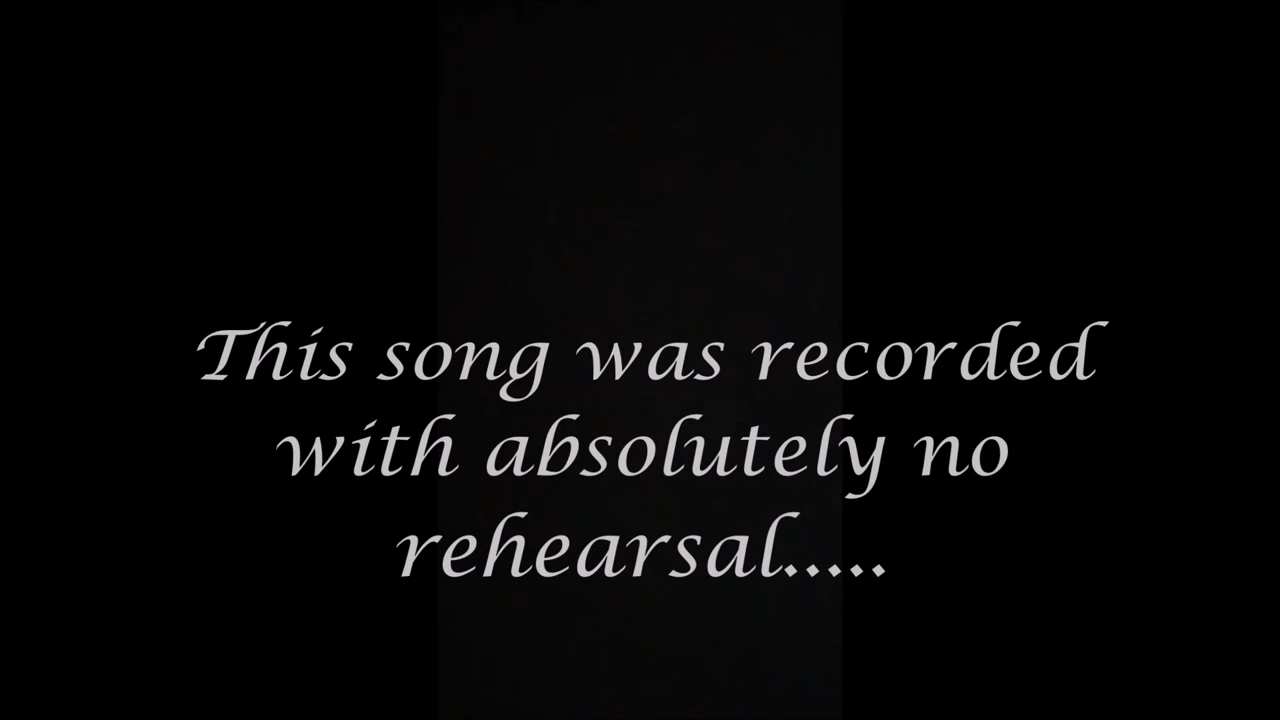 This song was recorded
with absolutely no
rehearsal.....